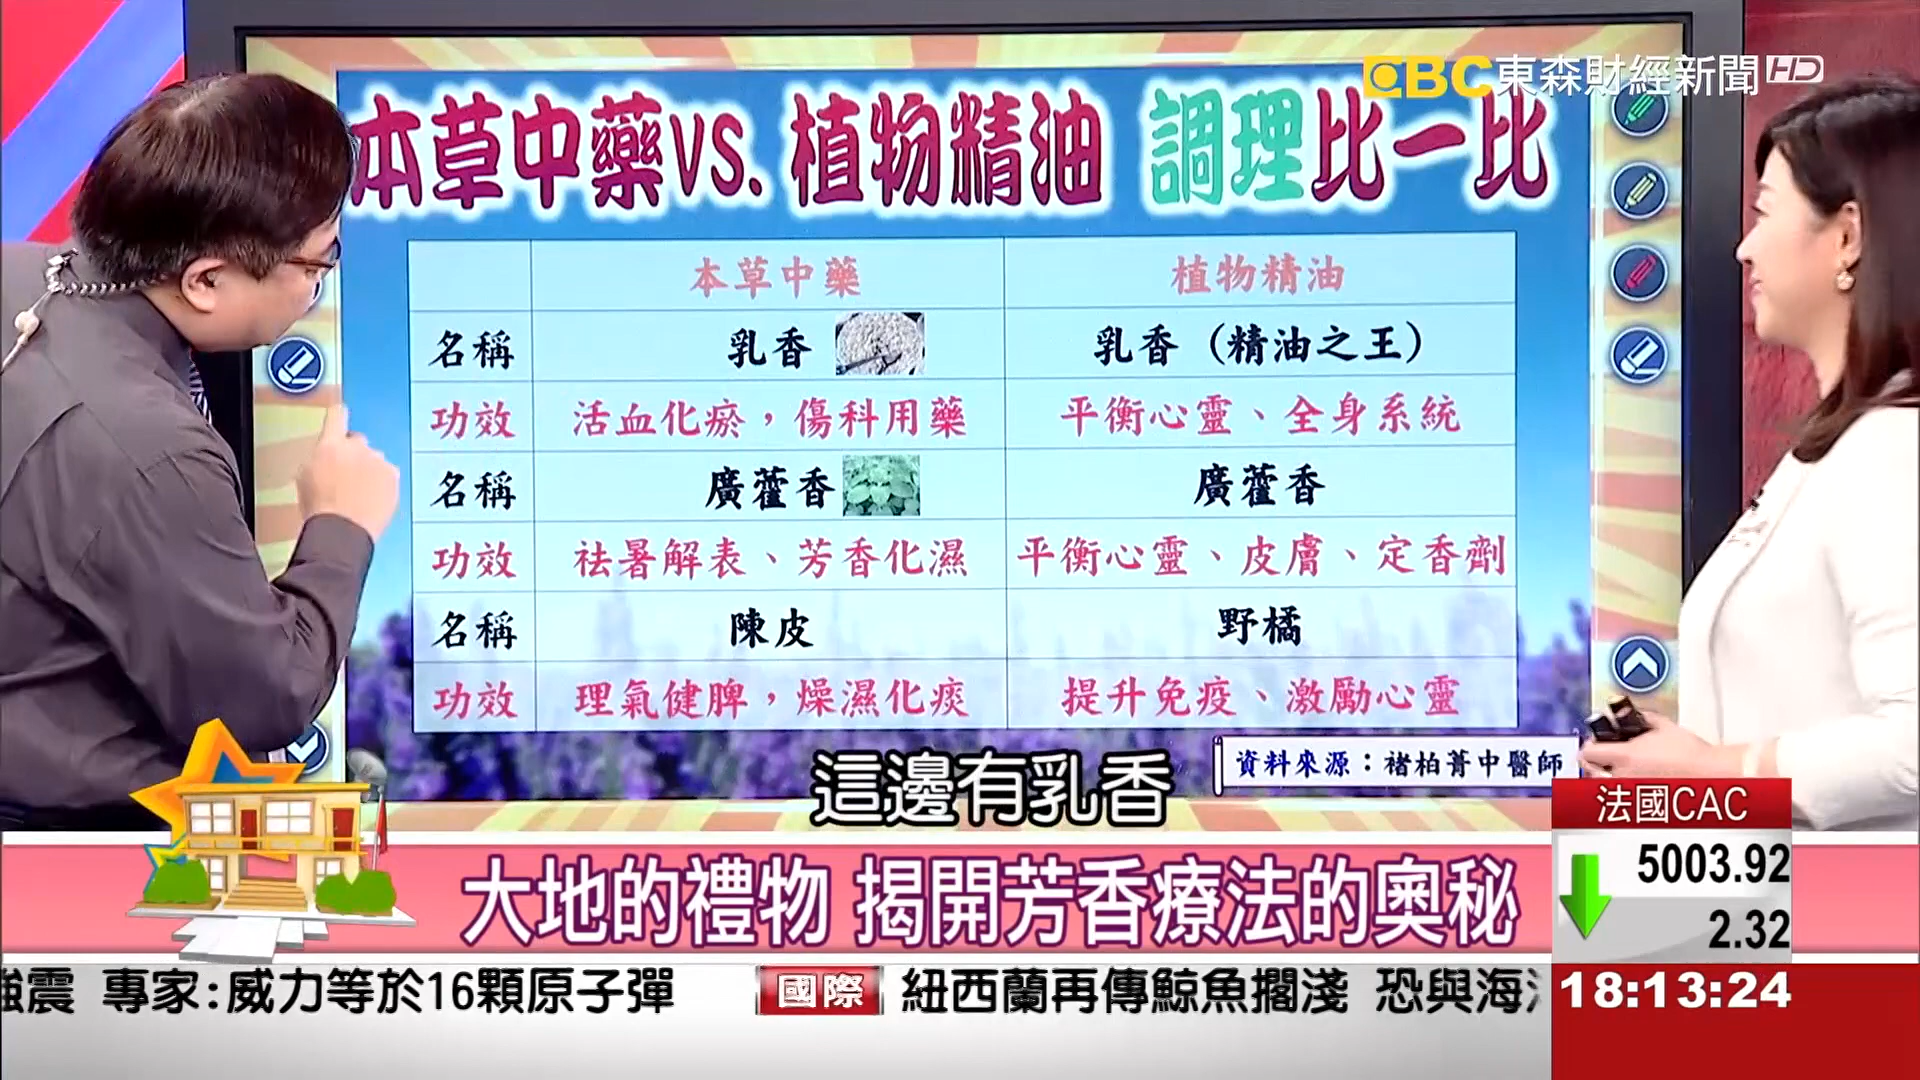 EBC東森財經新聞HD
本草中藥VS.植物精油 調理比一比
本草中藥 植物精油
名稱 乳香 乳香（精油之王）
功效 活血化瘀，傷科用藥 平衡心靈、全身系統
名稱 廣藿香 廣藿香
功效 祛暑解表、芳香化濕 平衡心靈、皮膚、定香劑
名稱 陳皮 野橘
功效 理氣健脾，燥濕化痰 提升免疫、激勵心靈
資料來源：褚柏菁中醫師
這邊有乳香
法國CAC
5003.92
2.32
大地的禮物 揭開芳香療法的奧秘
強震 專家:威力等於16顆原子彈 國際 紐西蘭再傳鯨魚擱淺 恐與海
18:13:24